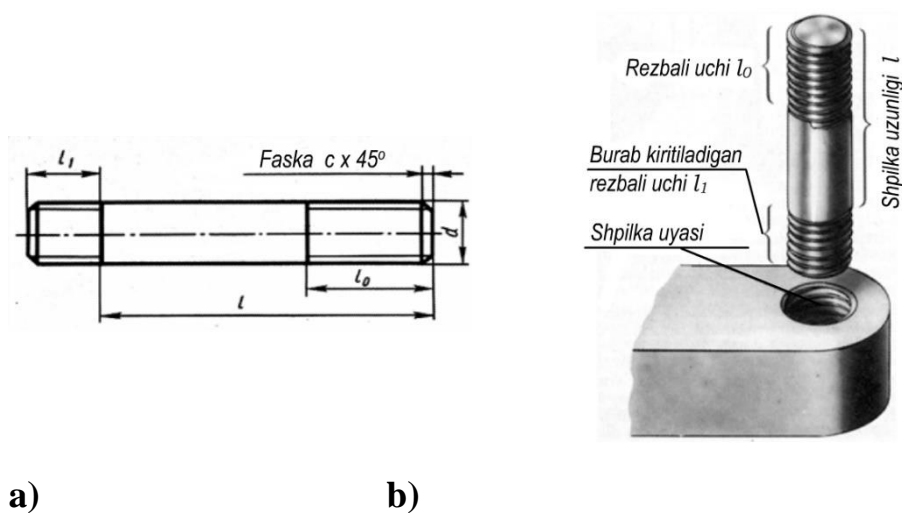 l₁
Faska c x 45°
d
l₀
l
Rezbali uchi l₀
Shpilka uzunligi l
Burab kiritiladigan
rezbali uchi l₁
Shpilka uyasi
a)
b)